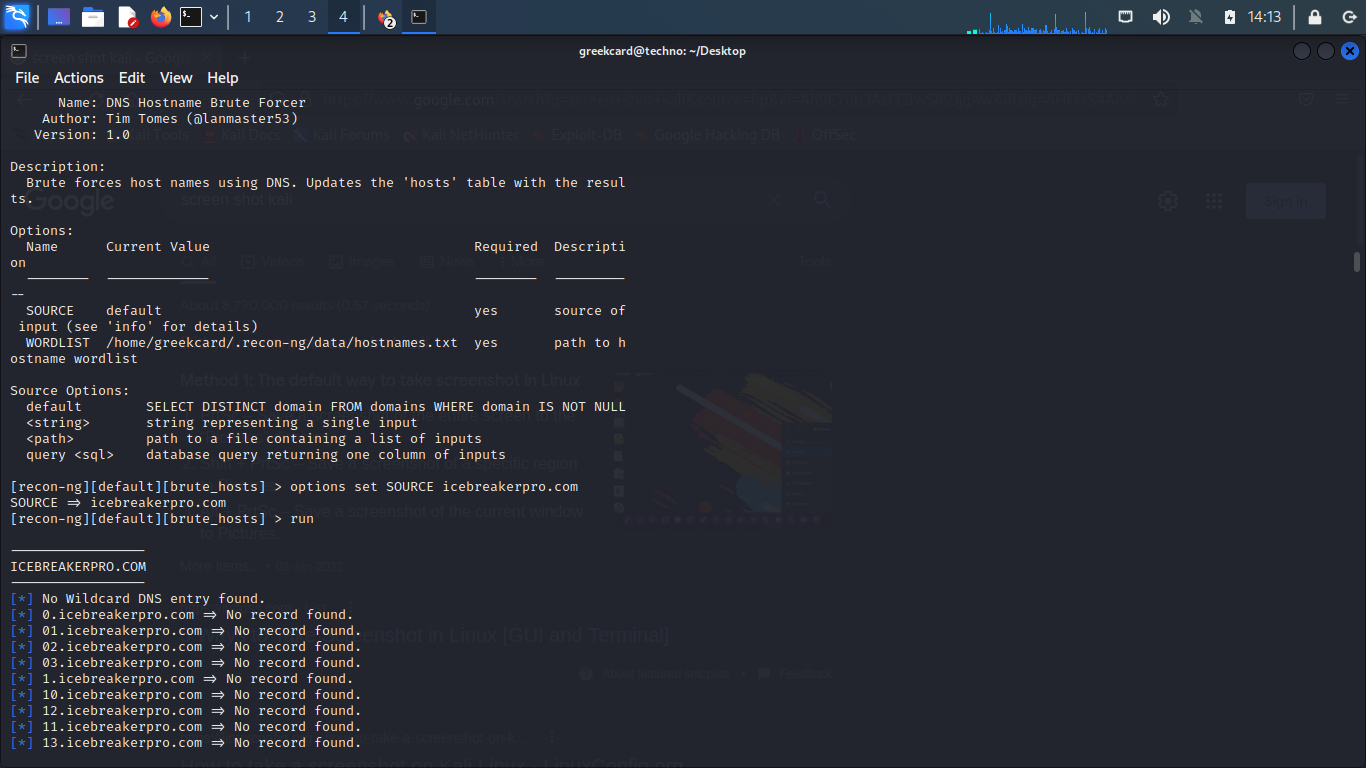 1 2 3 4 2 14:13
greekcard@techno: ~/Desktop
File Actions Edit View Help
Name: DNS Hostname Brute Forcer
Author: Tim Tomes (@lanmaster53)
Version: 1.0
Description:
Brute forces host names using DNS. Updates the 'hosts' table with the resul
ts.
Options:
Name Current Value Required Descripti
on
-------- ------------- -------- ---------
--
SOURCE default yes source of
input (see 'info' for details)
WORDLIST /home/greekcard/.recon-ng/data/hostnames.txt yes path to h
ostname wordlist
Source Options:
default SELECT DISTINCT domain FROM domains WHERE domain IS NOT NULL
<string> string representing a single input
<path> path to a file containing a list of inputs
query <sql> database query returning one column of inputs
[recon-ng][default][brute_hosts] > options set SOURCE icebreakerpro.com
SOURCE => icebreakerpro.com
[recon-ng][default][brute_hosts] > run
-----------------
ICEBREAKERPRO.COM
-----------------
[*] No Wildcard DNS entry found.
[*] 0.icebreakerpro.com => No record found.
[*] 01.icebreakerpro.com => No record found.
[*] 02.icebreakerpro.com => No record found.
[*] 03.icebreakerpro.com => No record found.
[*] 1.icebreakerpro.com => No record found.
[*] 10.icebreakerpro.com => No record found.
[*] 12.icebreakerpro.com => No record found.
[*] 11.icebreakerpro.com => No record found.
[*] 13.icebreakerpro.com => No record found.